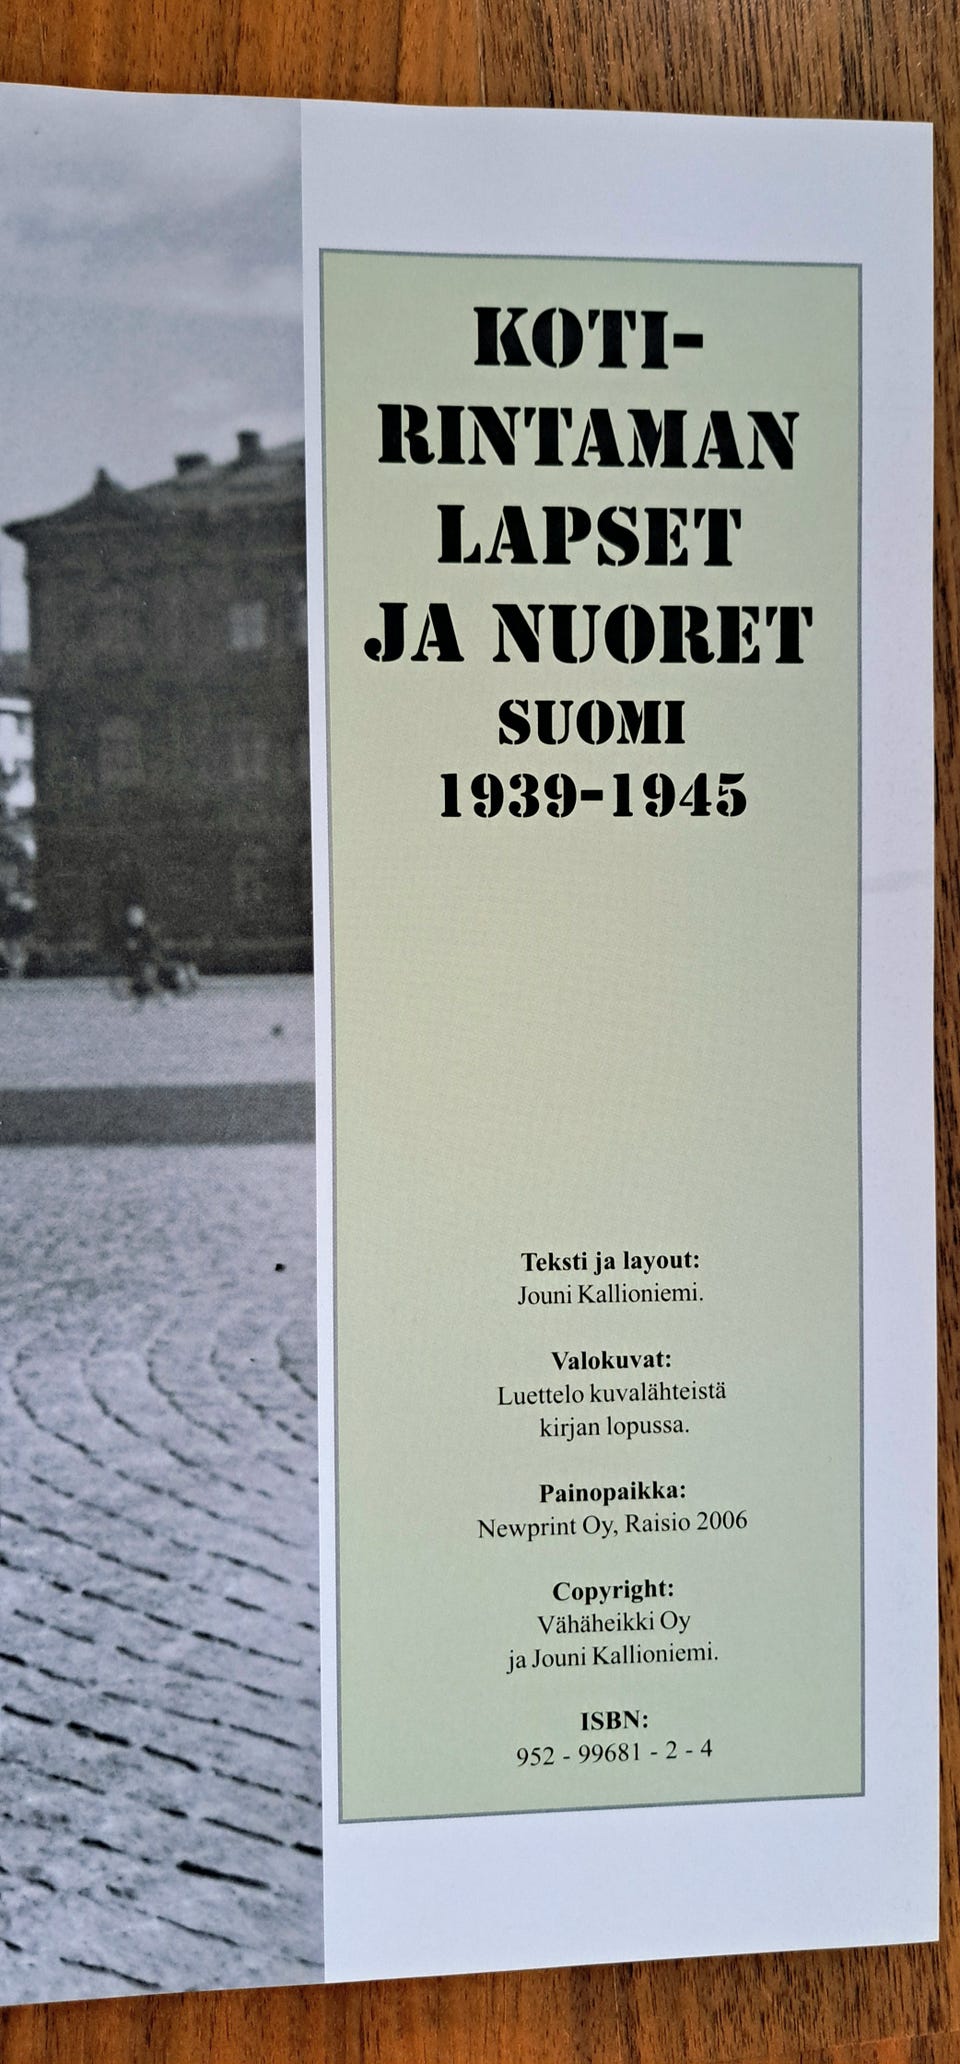 KOTI-
RINTAMAN
LAPSET
JA NUORET
SUOMI
1939-1945
Teksti ja layout:
Jouni Kallioniemi.
Valokuvat:
Luettelo kuvalähteistä
kirjan lopussa.
Painopaikka:
Newprint Oy, Raisio 2006
Copyright:
Vähäheikki Oy
ja Jouni Kallioniemi.
ISBN:
952 - 99681 - 2 - 4